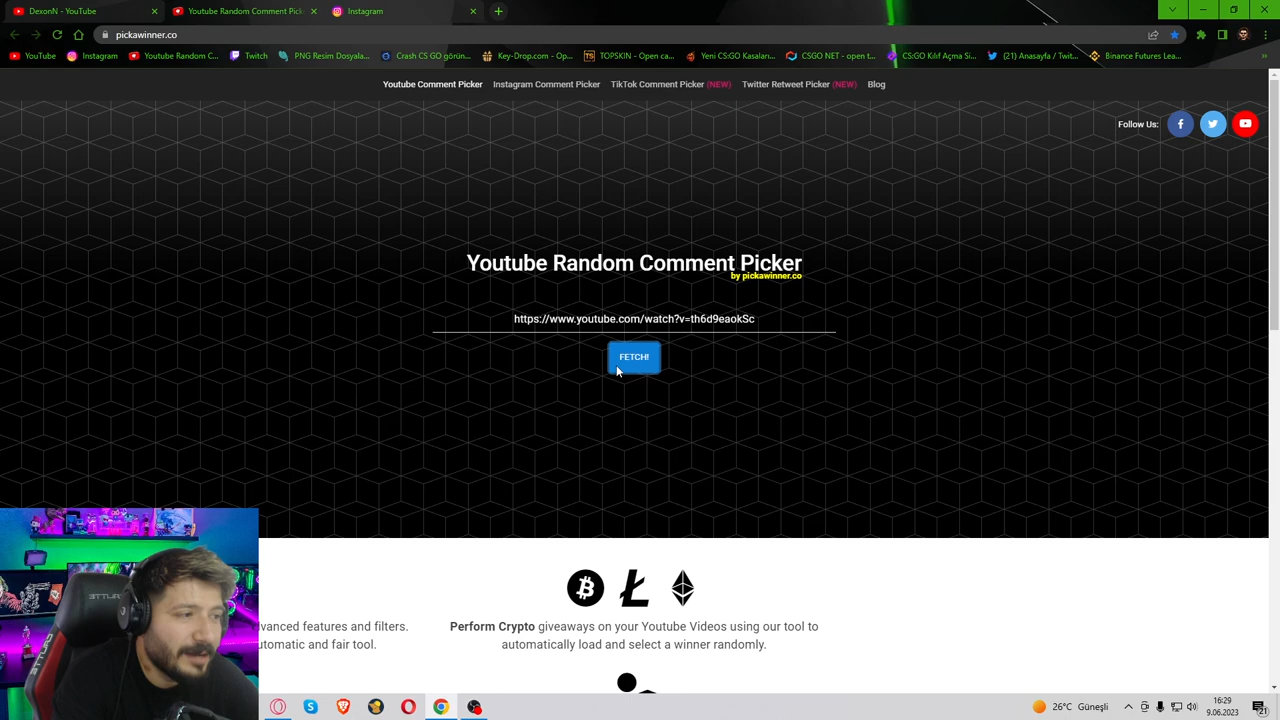 DexonN - YouTube
Youtube Random Comment Pick
Instagram
pickawinner.co
YouTube
Instagram
Youtube Random C...
Twitch
PNG Resim Dosyala...
Crash CS GO görün...
Key-Drop.com - Op...
TOPSKIN - Open ca...
Yeni CS:GO Kasaları...
CSGO NET - open t...
CS:GO Kılıf Açma Si...
(21) Anasayfa / Twit...
Binance Futures Lea...
Youtube Comment Picker
Instagram Comment Picker
TikTok Comment Picker (NEW)
Twitter Retweet Picker (NEW)
Blog
Follow Us:
Youtube Random Comment Picker
by pickawinner.co
https://www.youtube.com/watch?v=th6d9eaokSc
FETCH!
vanced features and filters.
utomatic and fair tool.
Perform Crypto giveaways on your Youtube Videos using our tool to
automatically load and select a winner randomly.
26°C Güneşli
16:29
9.06.2023
21